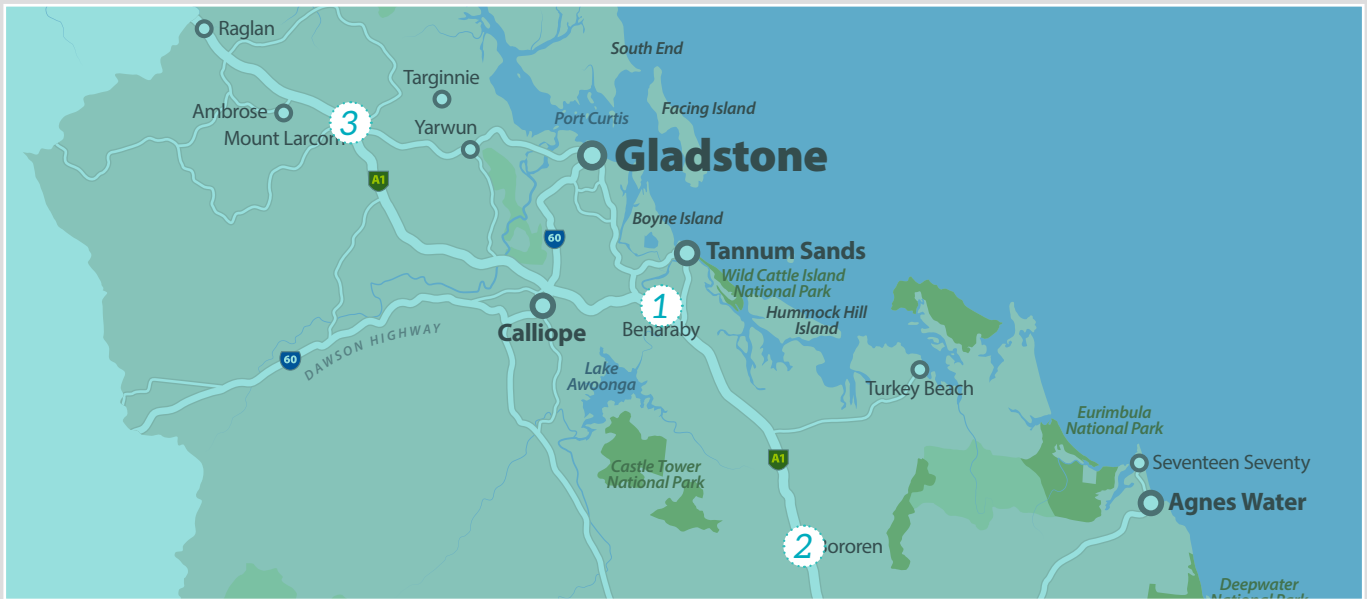 Raglan
South End
Targinnie
Facing Island
Ambrose
Port Curtis
3
Yarwun
Mount Larcom
Gladstone
A1
Boyne Island
60
Tannum Sands
Wild Cattle Island
National Park
1
Hummock Hill
Island
Benaraby
Calliope
DAWSON HIGHWAY
60
Lake
Awoonga
Turkey Beach
Eurimbula
National Park
A1
Seventeen Seventy
Castle Tower
National Park
Agnes Water
2
Bororen
Deepwater
National Park